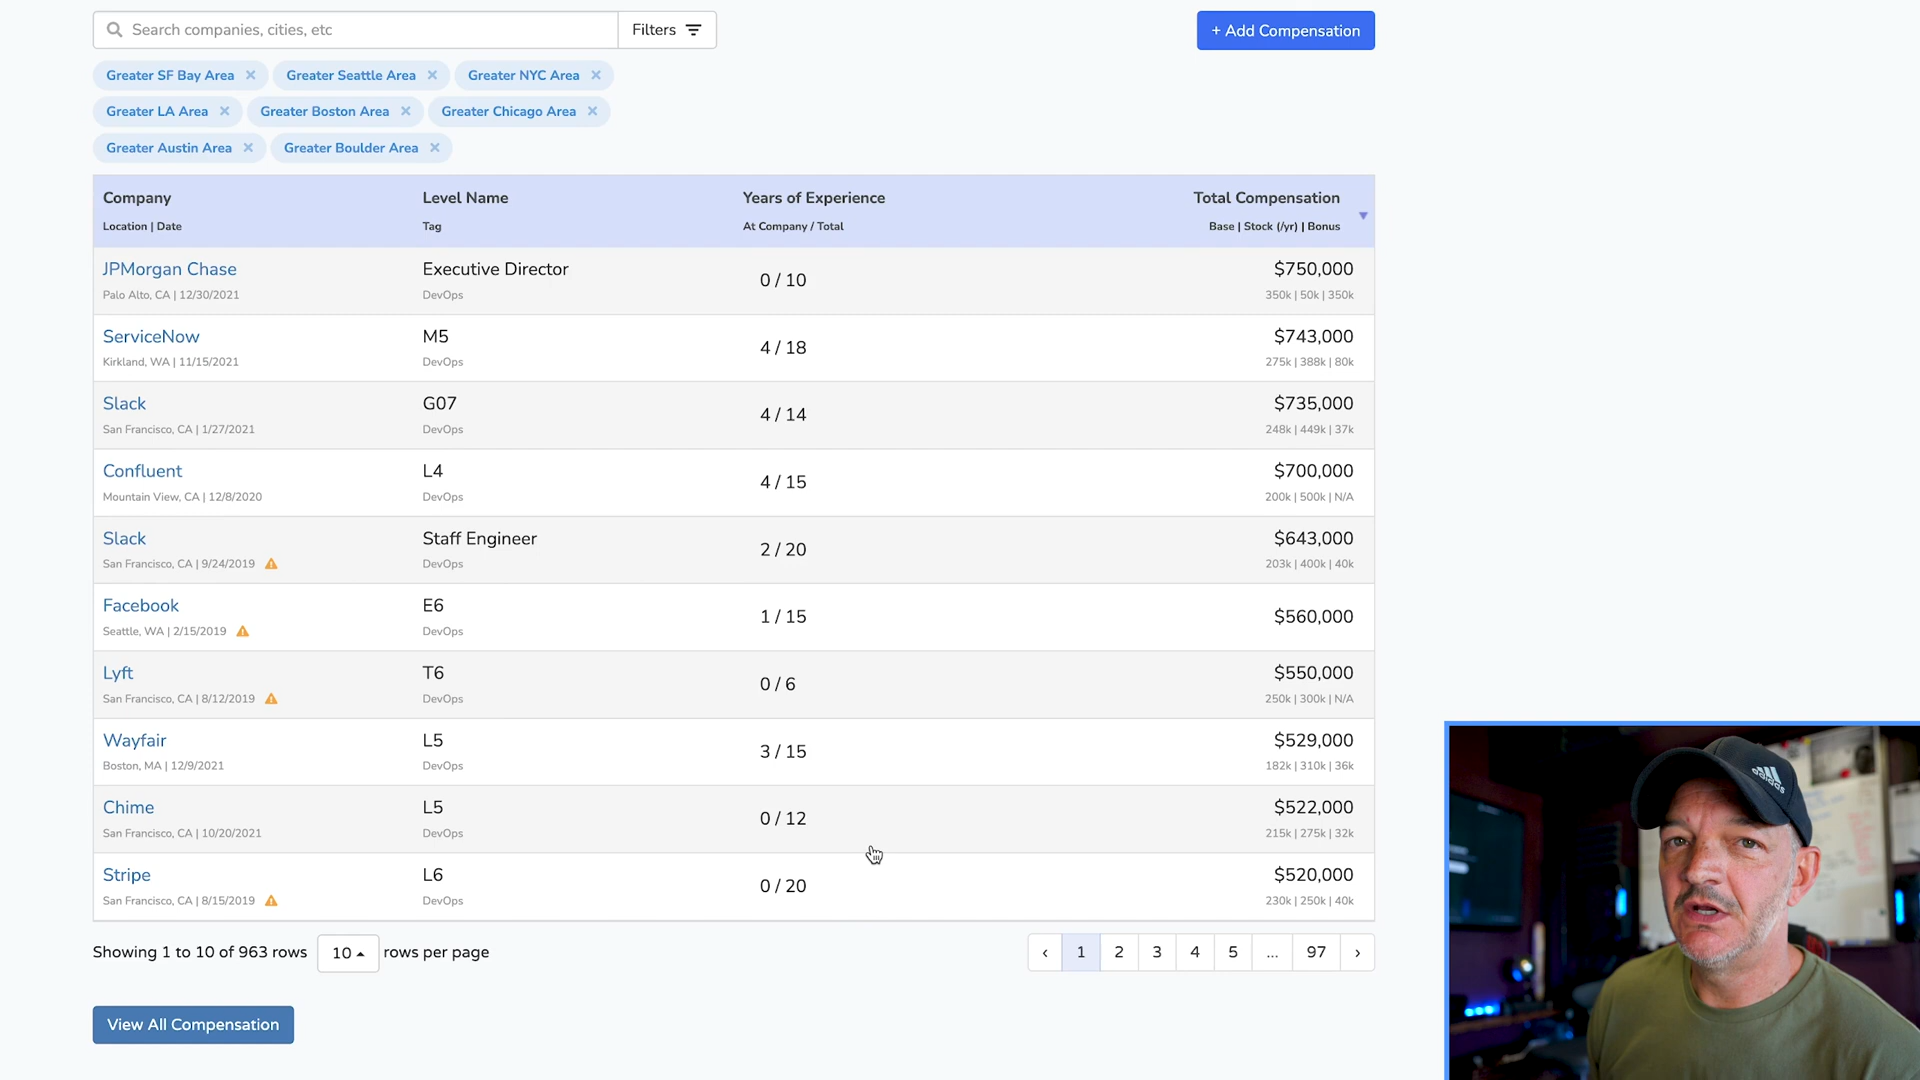 Search companies, cities, etc
Filters
+ Add Compensation
Greater SF Bay Area ×
Greater Seattle Area ×
Greater NYC Area ×
Greater LA Area ×
Greater Boston Area ×
Greater Chicago Area ×
Greater Austin Area ×
Greater Boulder Area ×
Company
Level Name
Years of Experience
Total Compensation
Location | Date
Tag
At Company / Total
Base | Stock (/yr) | Bonus
JPMorgan Chase
Executive Director
0 / 10
$750,000
Palo Alto, CA | 12/30/2021
DevOps
350k | 50k | 350k
ServiceNow
M5
4 / 18
$743,000
Kirkland, WA | 11/15/2021
DevOps
275k | 388k | 80k
Slack
G07
4 / 14
$735,000
San Francisco, CA | 1/27/2021
DevOps
248k | 449k | 37k
Confluent
L4
4 / 15
$700,000
Mountain View, CA | 12/8/2020
DevOps
200k | 500k | N/A
Slack
Staff Engineer
2 / 20
$643,000
San Francisco, CA | 9/24/2019
DevOps
203k | 400k | 40k
Facebook
E6
1 / 15
$560,000
Seattle, WA | 2/15/2019
DevOps
Lyft
T6
0 / 6
$550,000
San Francisco, CA | 8/12/2019
DevOps
250k | 300k | N/A
Wayfair
L5
3 / 15
$529,000
Boston, MA | 12/9/2021
DevOps
182k | 310k | 36k
Chime
L5
0 / 12
$522,000
San Francisco, CA | 10/20/2021
DevOps
215k | 275k | 32k
Stripe
L6
0 / 20
$520,000
San Francisco, CA | 8/15/2019
DevOps
230k | 250k | 40k
Showing 1 to 10 of 963 rows 10 rows per page
‹ 1 2 3 4 5 ... 97 ›
View All Compensation
adidas